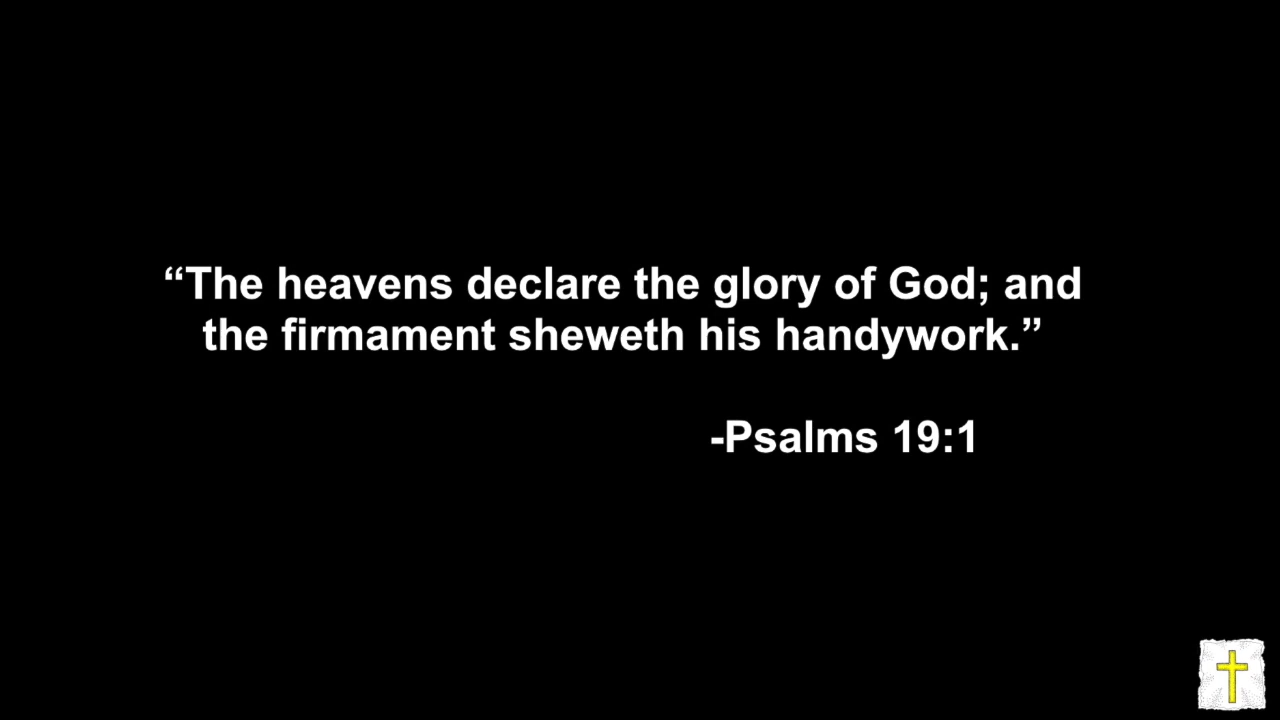 “The heavens declare the glory of God; and
the firmament sheweth his handywork.”
-Psalms 19:1